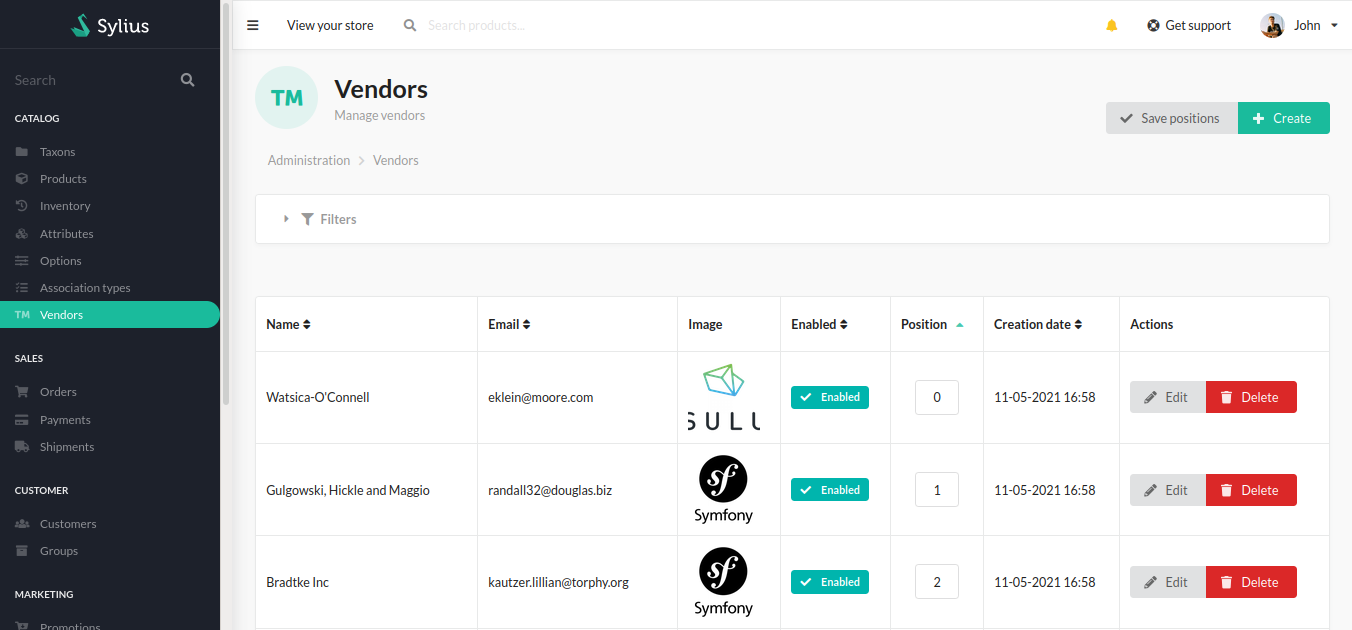 Sylius
View your store
Search products...
Get support
John
Search
CATALOG
Taxons
Products
Inventory
Attributes
Options
Association types
TM Vendors
SALES
Orders
Payments
Shipments
CUSTOMER
Customers
Groups
MARKETING
Promotions
TM
Vendors
Manage vendors
Save positions
Create
Administration
Vendors
Filters
Name Email Image Enabled Position Creation date Actions
Watsica-O'Connell eklein@moore.com SULU Enabled 0 11-05-2021 16:58 Edit Delete
Gulgowski, Hickle and Maggio randall32@douglas.biz sf Symfony Enabled 1 11-05-2021 16:58 Edit Delete
Bradtke Inc kautzer.lillian@torphy.org sf Symfony Enabled 2 11-05-2021 16:58 Edit Delete